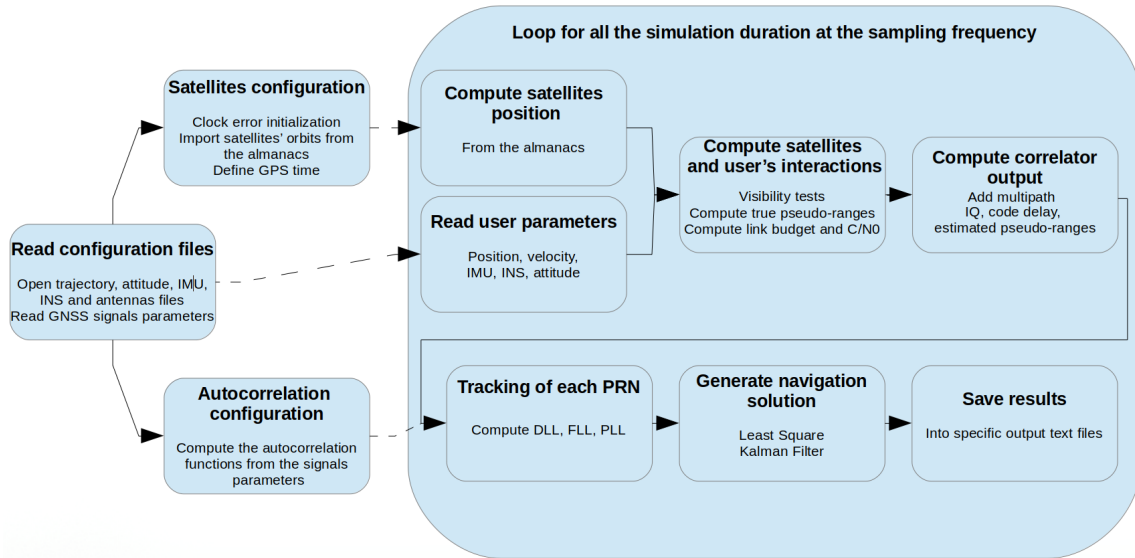 Loop for all the simulation duration at the sampling frequency
Satellites configuration
Clock error initialization
Import satellites' orbits from
the almanacs
Define GPS time
Compute satellites
position
From the almanacs
Compute satellites
and user's interactions
Visibility tests
Compute true pseudo-ranges
Compute link budget and C/N0
Compute correlator
output
Add multipath
IQ, code delay,
estimated pseudo-ranges
Read configuration files
Open trajectory, attitude, IMU,
INS and antennas files
Read GNSS signals parameters
Read user parameters
Position, velocity,
IMU, INS, attitude
Autocorrelation
configuration
Compute the autocorrelation
functions from the signals
parameters
Tracking of each PRN
Compute DLL, FLL, PLL
Generate navigation
solution
Least Square
Kalman Filter
Save results
Into specific output text files